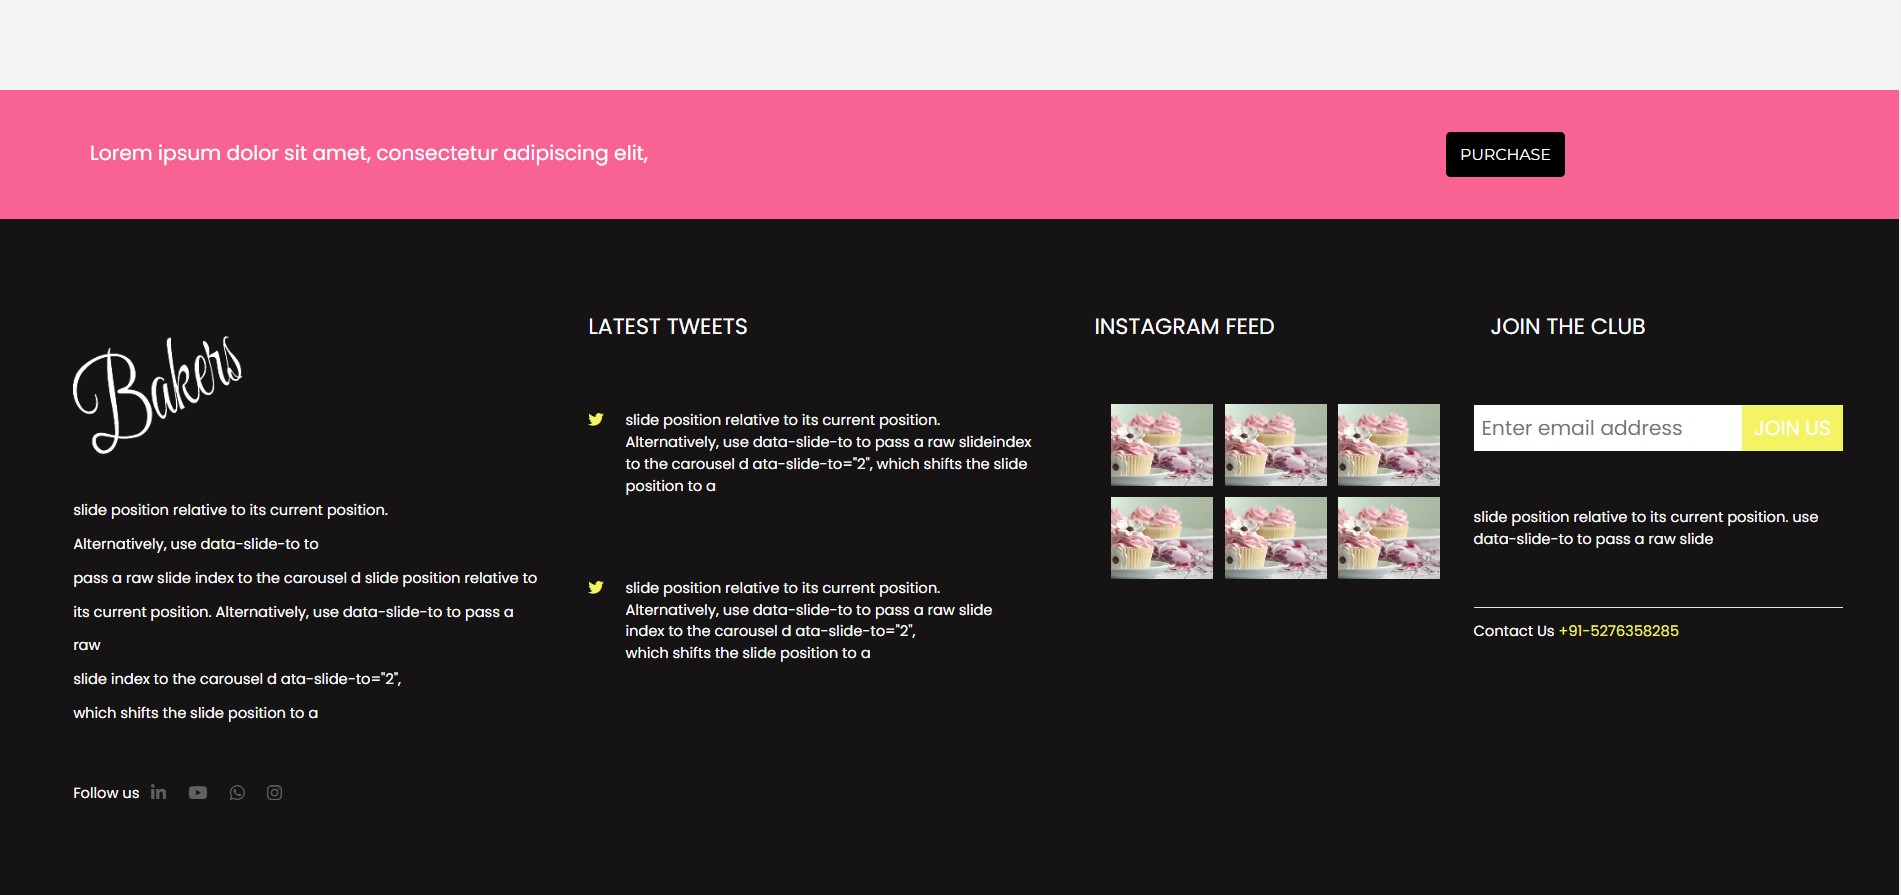 Lorem ipsum dolor sit amet, consectetur adipiscing elit,
PURCHASE
Bakers
slide position relative to its current position.
Alternatively, use data-slide-to to
pass a raw slide index to the carousel d slide position relative to
its current position. Alternatively, use data-slide-to to pass a
raw
slide index to the carousel d ata-slide-to="2",
which shifts the slide position to a
Follow us
LATEST TWEETS
slide position relative to its current position.
Alternatively, use data-slide-to to pass a raw slideindex
to the carousel d ata-slide-to="2", which shifts the slide
position to a
slide position relative to its current position.
Alternatively, use data-slide-to to pass a raw slide
index to the carousel d ata-slide-to="2",
which shifts the slide position to a
INSTAGRAM FEED
JOIN THE CLUB
Enter email address
JOIN US
slide position relative to its current position. use
data-slide-to to pass a raw slide
Contact Us +91-5276358285